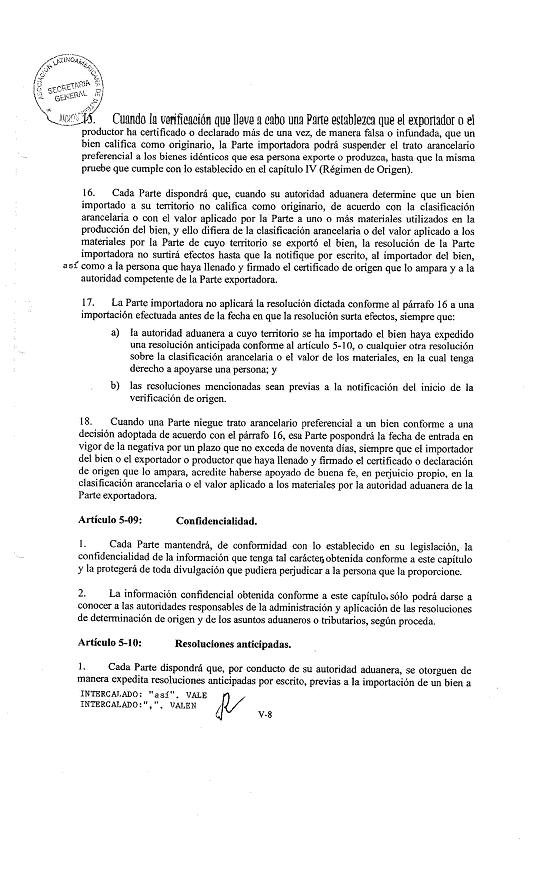 ASOCIACION LATINOAMERICANA DE INTEG
SECRETARIA
GENERAL
15. Cuando la verificación que lleve a cabo una Parte establezca que el exportador o el
productor ha certificado o declarado más de una vez, de manera falsa o infundada, que un
bien califica como originario, la Parte importadora podrá suspender el trato arancelario
preferencial a los bienes idénticos que esa persona exporte o produzca, hasta que la misma
pruebe que cumple con lo establecido en el capítulo IV (Régimen de Origen).
16. Cada Parte dispondrá que, cuando su autoridad aduanera determine que un bien
importado a su territorio no califica como originario, de acuerdo con la clasificación
arancelaria o con el valor aplicado por la Parte a uno o más materiales utilizados en la
producción del bien, y ello difiera de la clasificación arancelaria o del valor aplicado a los
materiales por la Parte de cuyo territorio se exportó el bien, la resolución de la Parte
importadora no surtirá efectos hasta que la notifique por escrito, al importador del bien,
así como a la persona que haya llenado y firmado el certificado de origen que lo ampara y a la
autoridad competente de la Parte exportadora.
17. La Parte importadora no aplicará la resolución dictada conforme al párrafo 16 a una
importación efectuada antes de la fecha en que la resolución surta efectos, siempre que:
a) la autoridad aduanera a cuyo territorio se ha importado el bien haya expedido
una resolución anticipada conforme al artículo 5-10, o cualquier otra resolución
sobre la clasificación arancelaria o el valor de los materiales, en la cual tenga
derecho a apoyarse una persona; y
b) las resoluciones mencionadas sean previas a la notificación del inicio de la
verificación de origen.
18. Cuando una Parte niegue trato arancelario preferencial a un bien conforme a una
decisión adoptada de acuerdo con el párrafo 16, esa Parte pospondrá la fecha de entrada en
vigor de la negativa por un plazo que no exceda de noventa días, siempre que el importador
del bien o el exportador o productor que haya llenado y firmado el certificado o declaración
de origen que lo ampara, acredite haberse apoyado de buena fe, en perjuicio propio, en la
clasificación arancelaria o el valor aplicado a los materiales por la autoridad aduanera de la
Parte exportadora.
Artículo 5-09: Confidencialidad.
1. Cada Parte mantendrá, de conformidad con lo establecido en su legislación, la
confidencialidad de la información que tenga tal carácter, obtenida conforme a este capítulo
y la protegerá de toda divulgación que pudiera perjudicar a la persona que la proporcione.
2. La información confidencial obtenida conforme a este capítulo, sólo podrá darse a
conocer a las autoridades responsables de la administración y aplicación de las resoluciones
de determinación de origen y de los asuntos aduaneros o tributarios, según proceda.
Artículo 5-10: Resoluciones anticipadas.
1. Cada Parte dispondrá que, por conducto de su autoridad aduanera, se otorguen de
manera expedita resoluciones anticipadas por escrito, previas a la importación de un bien a
INTERCALADO: "así". VALE
INTERCALADO:",". VALEN
V-8